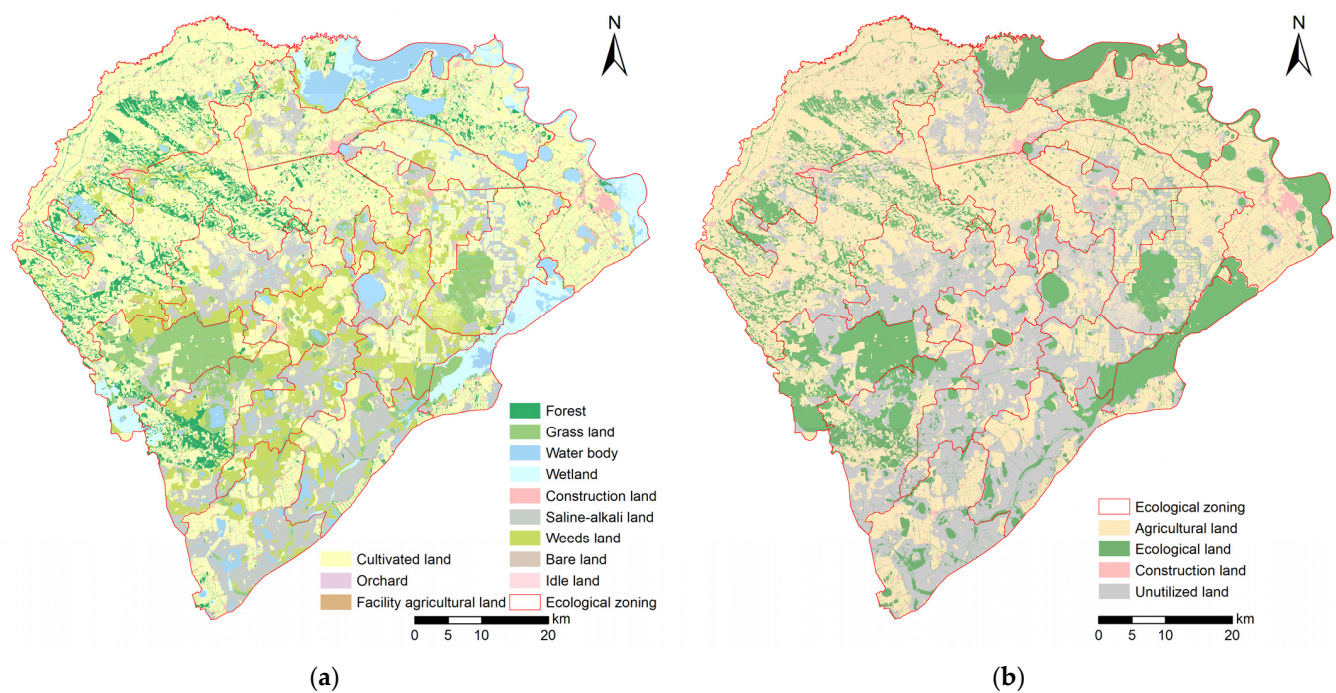 N
Forest
Grass land
Water body
Wetland
Construction land
Saline-alkali land
Weeds land
Cultivated land Bare land
Orchard Idle land
Facility agricultural land Ecological zoning
km
0 5 10 20
(a)
N
Ecological zoning
Agricultural land
Ecological land
Construction land
Unutilized land
km
0 5 10 20
(b)